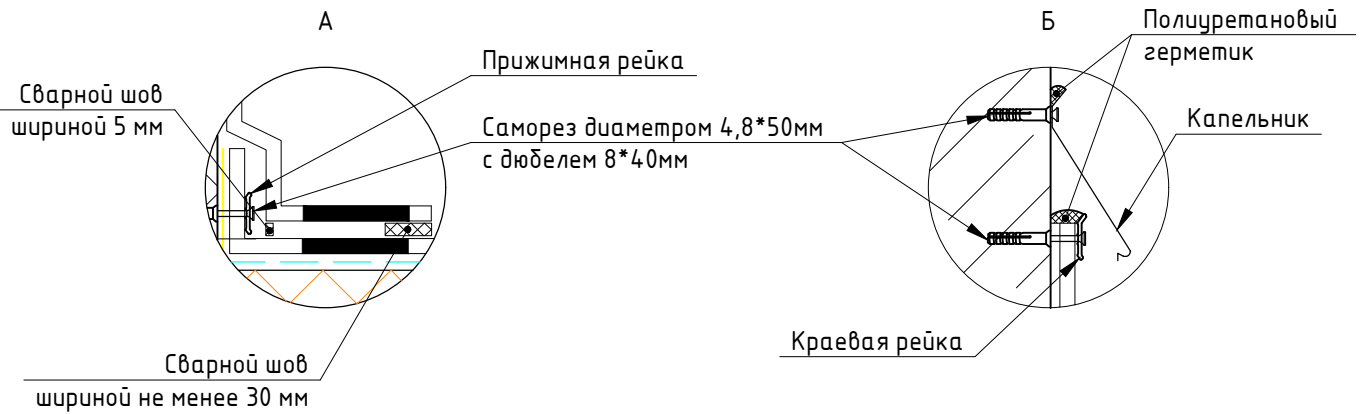 А
Б
Полиуретановый
герметик
Прижимная рейка
Сварной шов
шириной 5 мм
Саморез диаметром 4,8*50мм
с дюбелем 8*40мм
Капельник
Краевая рейка
Сварной шов
шириной не менее 30 мм